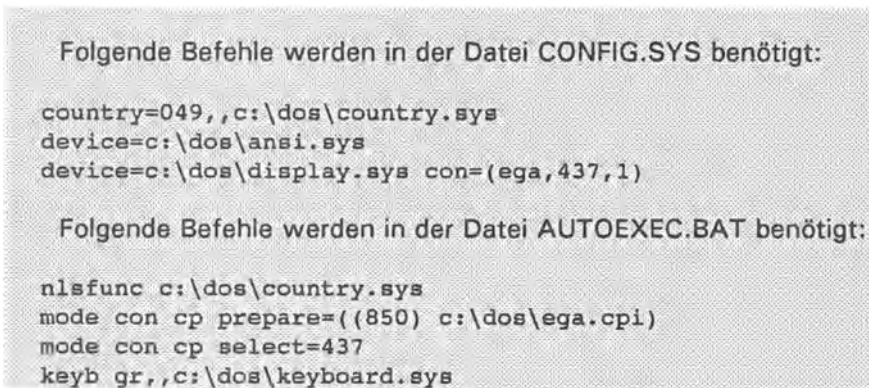 Folgende Befehle werden in der Datei CONFIG.SYS benötigt:
country=049,,c:\dos\country.sys
device=c:\dos\ansi.sys
device=c:\dos\display.sys con=(ega,437,1)
Folgende Befehle werden in der Datei AUTOEXEC.BAT benötigt:
nlsfunc c:\dos\country.sys
mode con cp prepare=((850) c:\dos\ega.cpi)
mode con cp select=437
keyb gr,,c:\dos\keyboard.sys